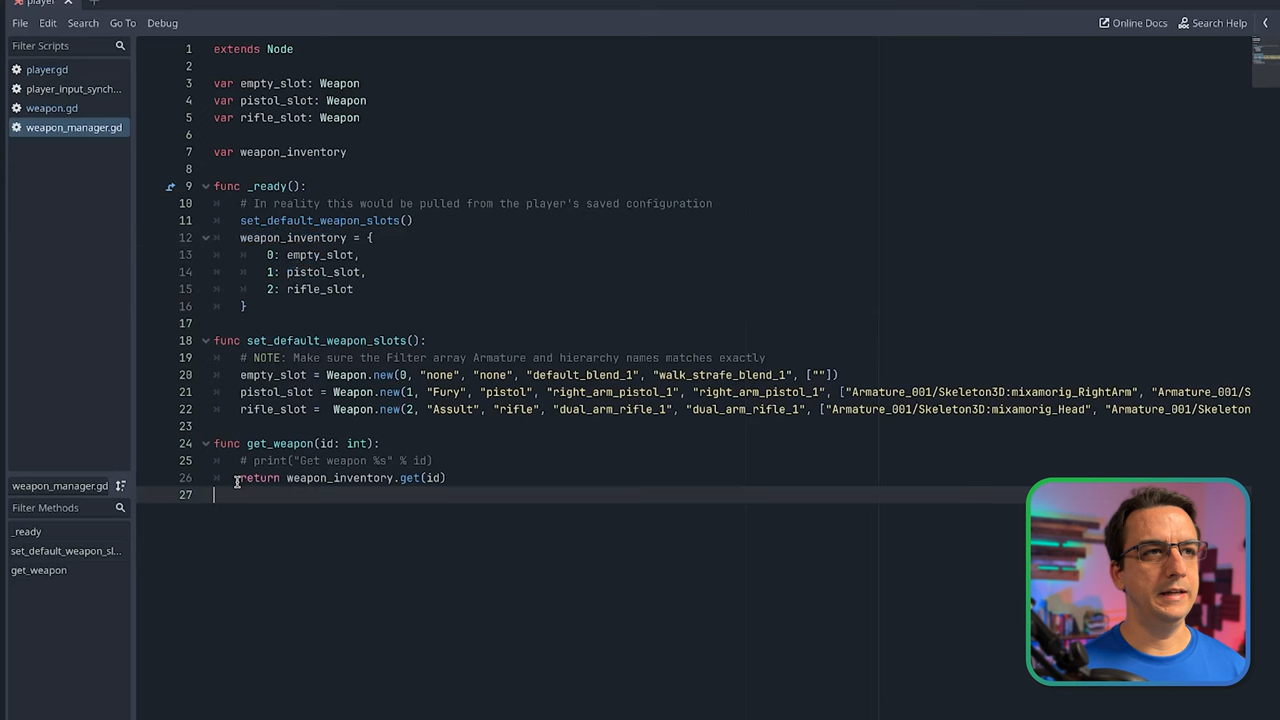 player
File Edit Search Go To Debug Online Docs Search Help
Filter Scripts
player.gd
player_input_synch...
weapon.gd
weapon_manager.gd
weapon_manager.gd
Filter Methods
_ready
set_default_weapon_sl...
get_weapon
1 extends Node
2
3 var empty_slot: Weapon
4 var pistol_slot: Weapon
5 var rifle_slot: Weapon
6
7 var weapon_inventory
8
9 func _ready():
10 # In reality this would be pulled from the player's saved configuration
11 set_default_weapon_slots()
12 weapon_inventory = {
13 0: empty_slot,
14 1: pistol_slot,
15 2: rifle_slot
16 }
17
18 func set_default_weapon_slots():
19 # NOTE: Make sure the Filter array Armature and hierarchy names matches exactly
20 empty_slot = Weapon.new(0, "none", "none", "default_blend_1", "walk_strafe_blend_1", [""])
21 pistol_slot = Weapon.new(1, "Fury", "pistol", "right_arm_pistol_1", "right_arm_pistol_1", ["Armature_001/Skeleton3D:mixamorig_RightArm", "Armature_001/S
22 rifle_slot = Weapon.new(2, "Assult", "rifle", "dual_arm_rifle_1", "dual_arm_rifle_1", ["Armature_001/Skeleton3D:mixamorig_Head", "Armature_001/Skeleton
23
24 func get_weapon(id: int):
25 # print("Get weapon %s" % id)
26 return weapon_inventory.get(id)
27